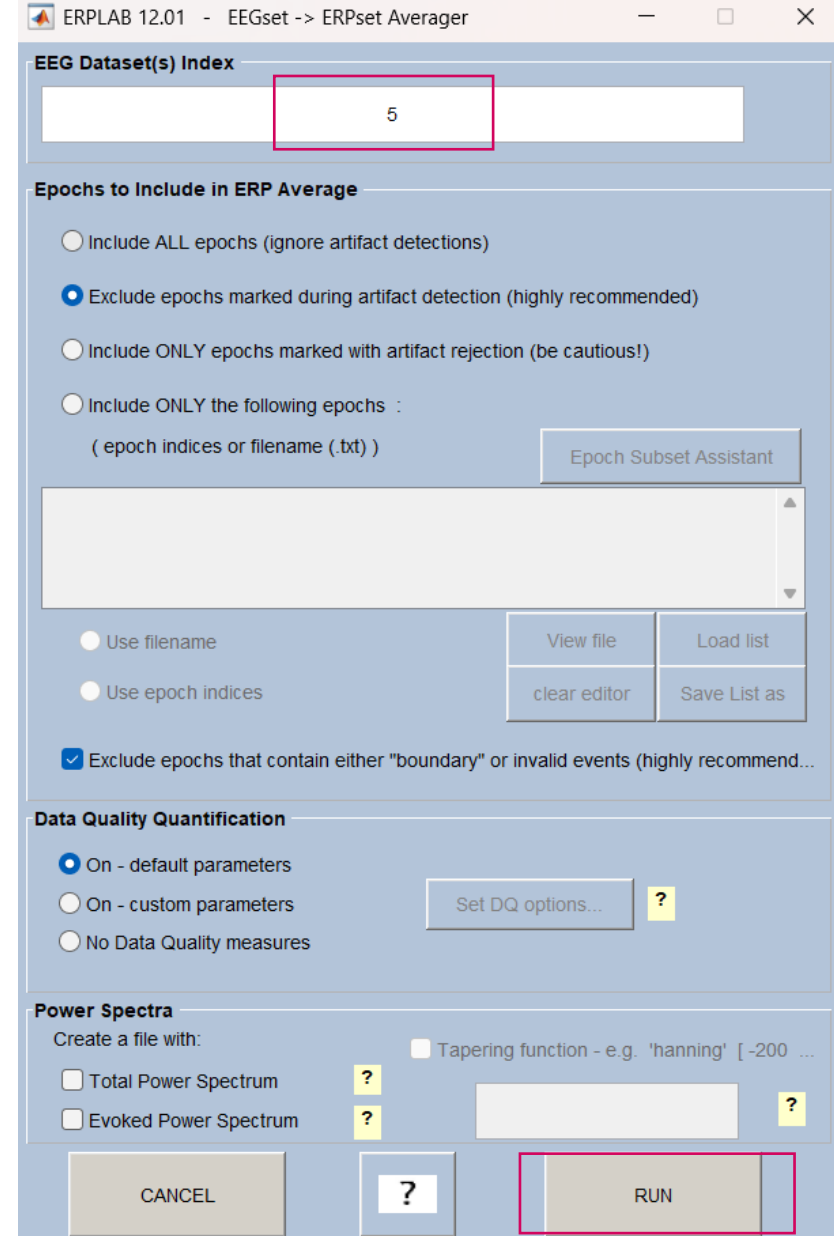 ERPLAB 12.01 - EEGset -> ERPset Averager
EEG Dataset(s) Index
5
Epochs to Include in ERP Average
Include ALL epochs (ignore artifact detections)
Exclude epochs marked during artifact detection (highly recommended)
Include ONLY epochs marked with artifact rejection (be cautious!)
Include ONLY the following epochs :
( epoch indices or filename (.txt) )
Epoch Subset Assistant
Use filename
View file
Load list
Use epoch indices
clear editor
Save List as
Exclude epochs that contain either "boundary" or invalid events (highly recommend...
Data Quality Quantification
On - default parameters
On - custom parameters
Set DQ options...
?
No Data Quality measures
Power Spectra
Create a file with:
Tapering function - e.g. 'hanning' [ -200 ...
Total Power Spectrum
?
Evoked Power Spectrum
?
?
CANCEL
?
RUN